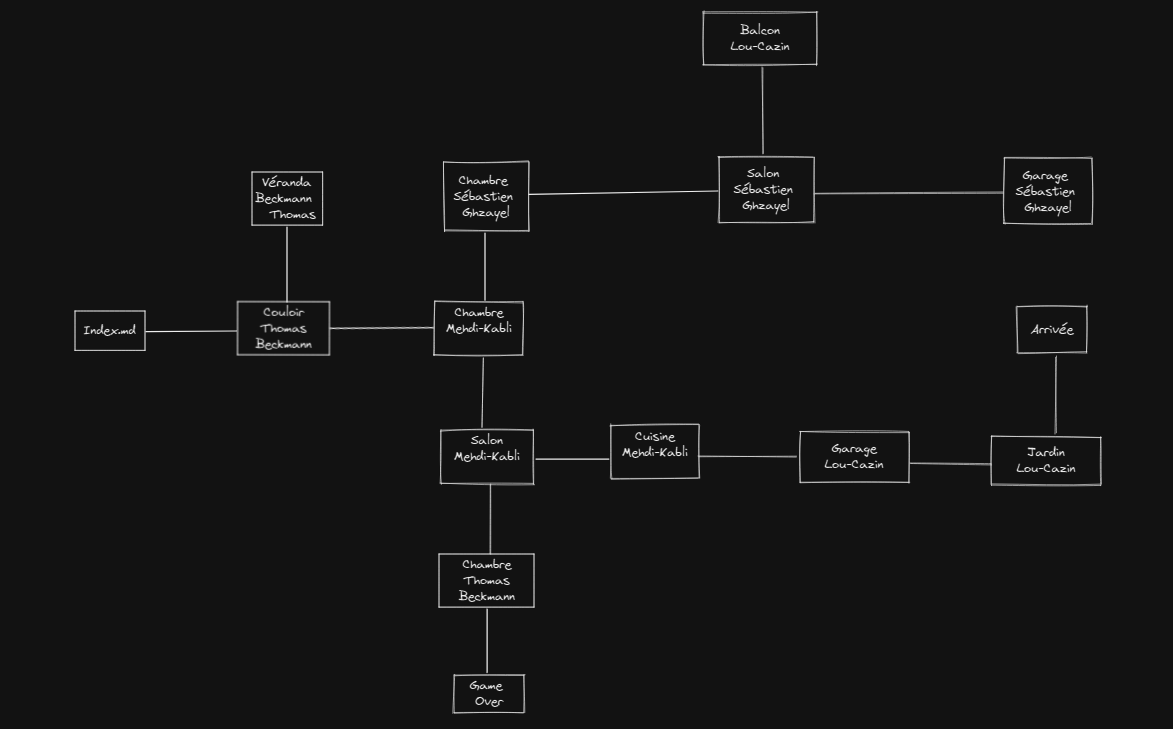 Balcon
Lou-Cazin
Véranda
Beckmann
Thomas
Chambre
Sébastien
Ghzayel
Salon
Sébastien
Ghzayel
Garage
Sébastien
Ghzayel
Index.md
Couloir
Thomas
Beckmann
Chambre
Mehdi-Kabli
Arrivée
Salon
Mehdi-Kabli
Cuisine
Mehdi-Kabli
Garage
Lou-Cazin
Jardin
Lou-Cazin
Chambre
Thomas
Beckmann
Game
Over